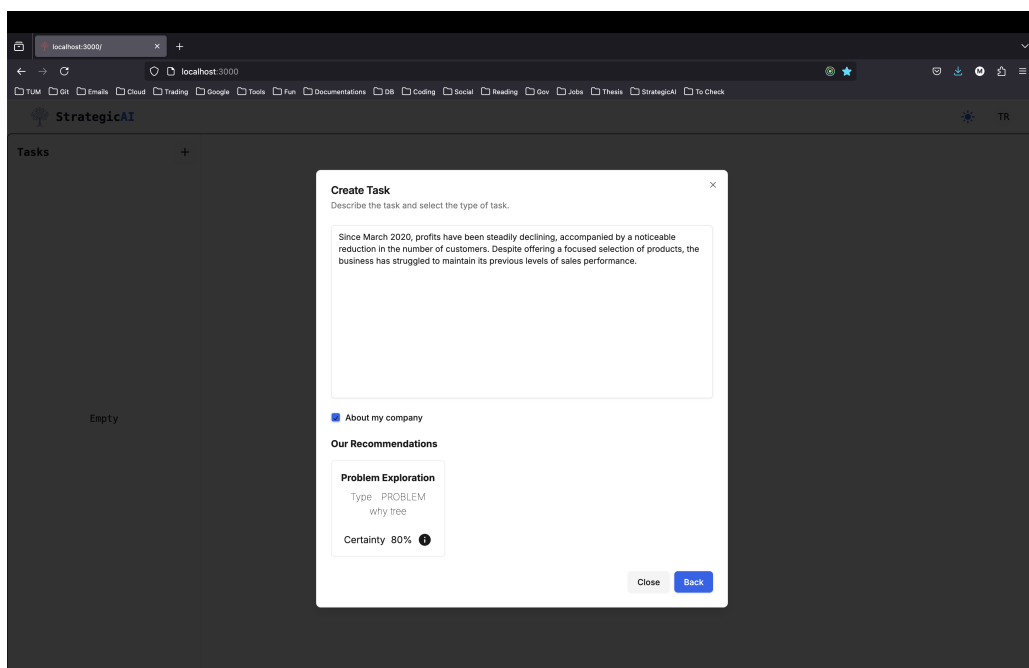 localhost:3000/
localhost:3000
TUM Git Emails Cloud Trading Google Tools Fun Documentations DB Coding Social Reading Gov Jobs Thesis StrategicAI To Check
StrategicAI TR
Tasks +
Empty
Create Task
Describe the task and select the type of task.
Since March 2020, profits have been steadily declining, accompanied by a noticeable
reduction in the number of customers. Despite offering a focused selection of products, the
business has struggled to maintain its previous levels of sales performance.
About my company
Our Recommendations
Problem Exploration
Type PROBLEM
why tree
Certainty 80%
Close Back